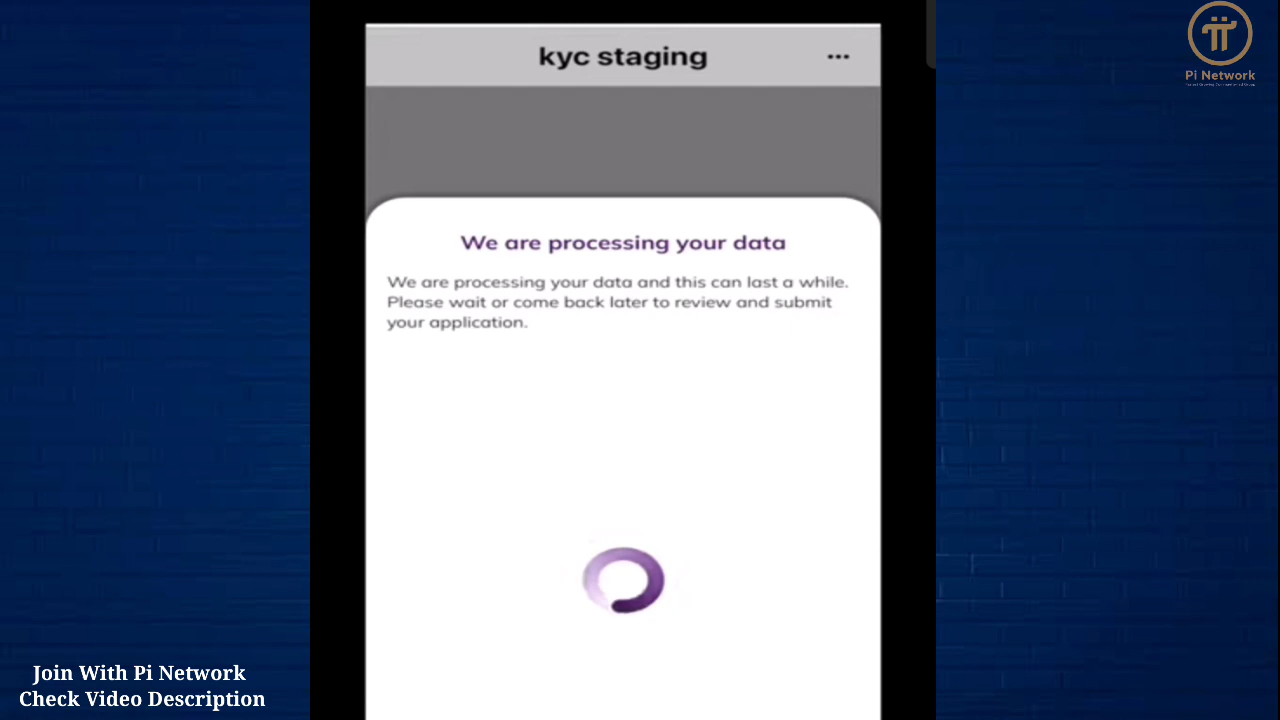 kyc staging
Pi Network
We are processing your data
We are processing your data and this can last a while.
Please wait or come back later to review and submit
your application.
Join With Pi Network
Check Video Description